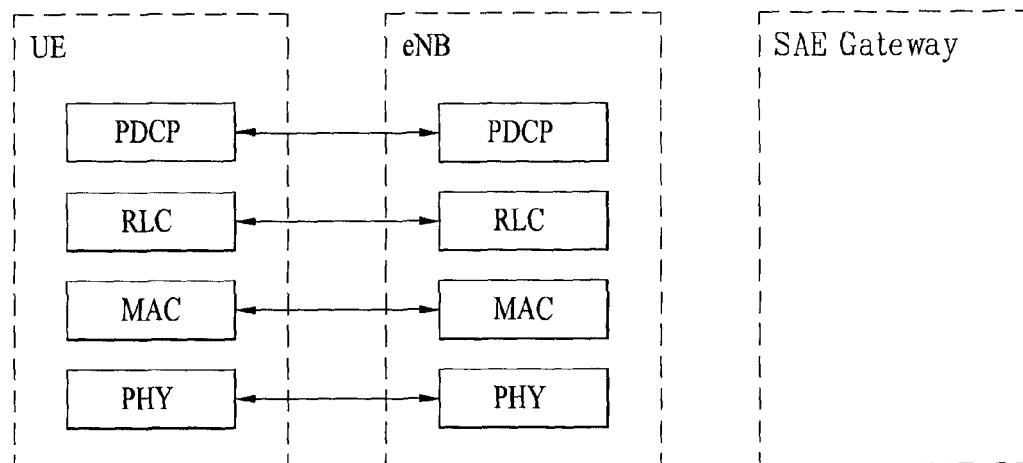 UE eNB SAE Gateway
PDCP PDCP
RLC RLC
MAC MAC
PHY PHY